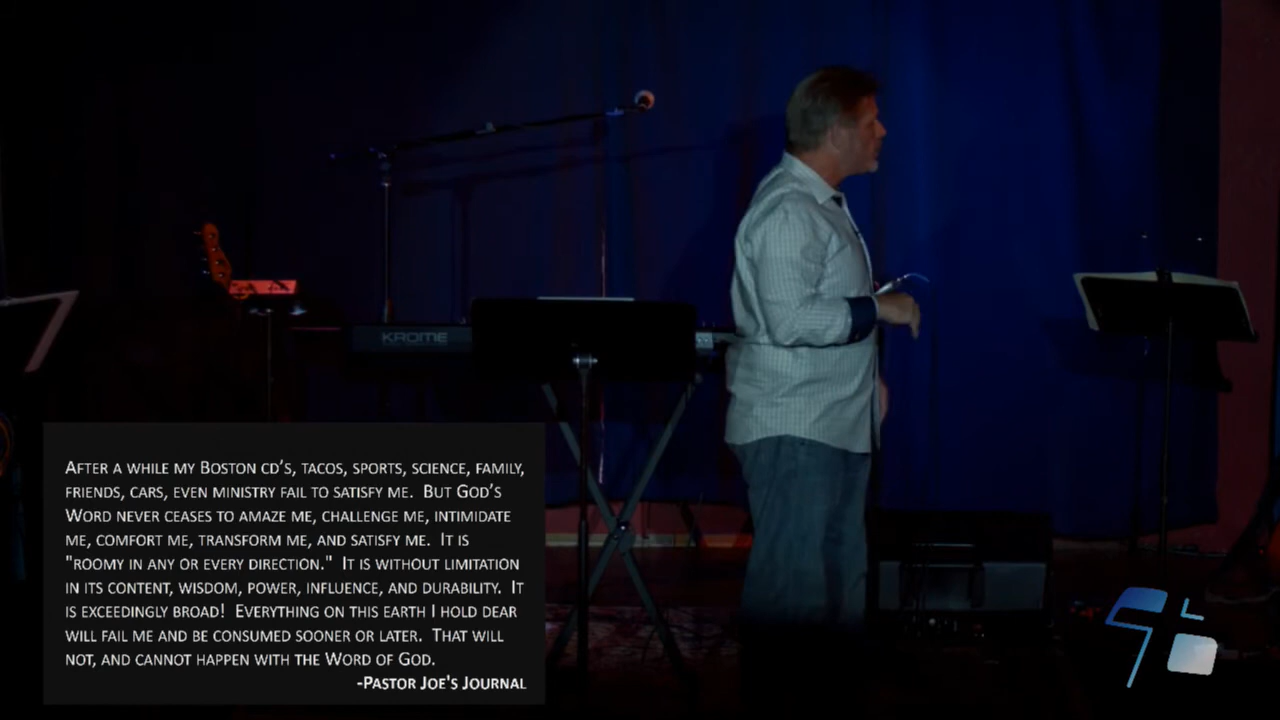 KROME
After a while my Boston cd's, tacos, sports, science, family,
friends, cars, even ministry fail to satisfy me. But God's
Word never ceases to amaze me, challenge me, intimidate
me, comfort me, transform me, and satisfy me. It is
"roomy in any or every direction." It is without limitation
in its content, wisdom, power, influence, and durability. It
is exceedingly broad! Everything on this earth I hold dear
will fail me and be consumed sooner or later. That will
not, and cannot happen with the Word of God.
-Pastor Joe's Journal